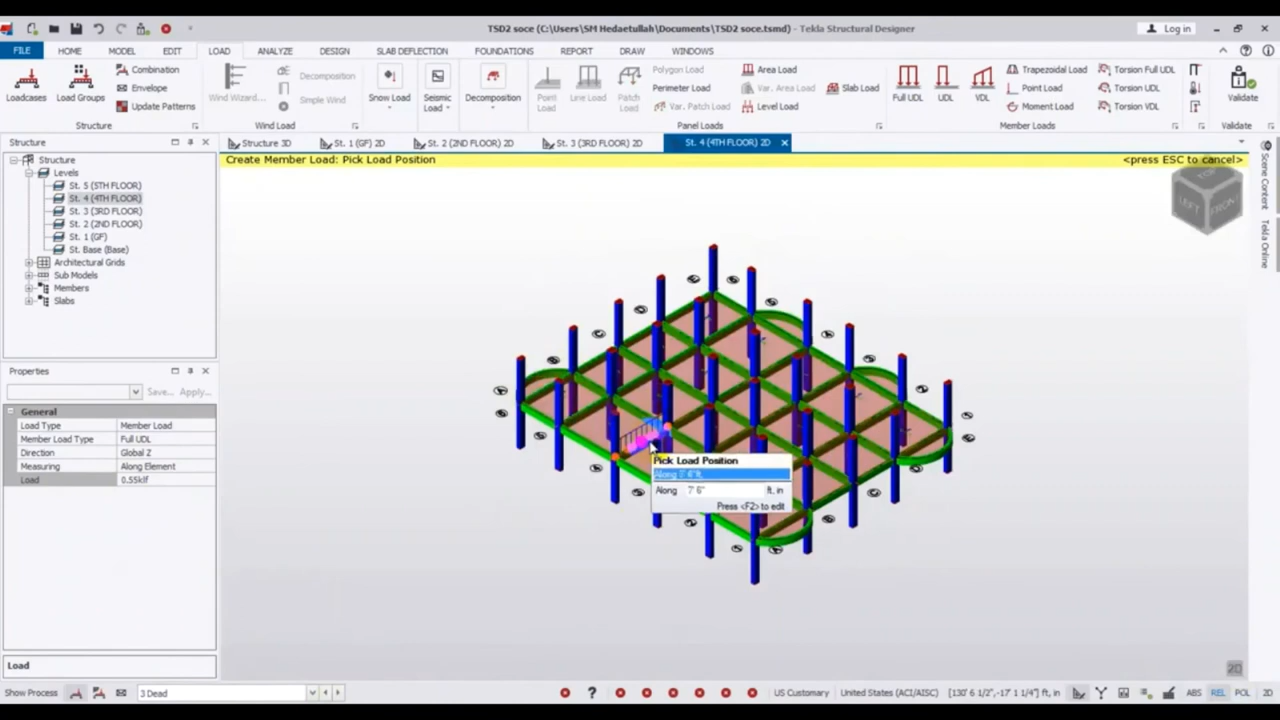 TSD2 soce (C:\Users\SM Hedaetullah\Documents\TSD2 soce.tsmd) - Tekla Structural Designer
Log in
FILE HOME MODEL EDIT LOAD ANALYZE DESIGN SLAB DEFLECTION FOUNDATIONS REPORT DRAW WINDOWS
Loadcases
Load Groups
Combination
Envelope
Update Patterns
Structure
Wind Wizard...
Decomposition
Simple Wind
Wind Load
Snow Load
Seismic Load
Decomposition
Point Load
Line Load
Patch Load
Polygon Load
Perimeter Load
Var. Patch Load
Area Load
Var. Area Load
Level Load
Slab Load
Panel Loads
Full UDL
UDL
VDL
Trapezoidal Load
Point Load
Moment Load
Torsion Full UDL
Torsion UDL
Torsion VDL
Member Loads
Validate
Validate
Structure
Structure 3D
St. 1 (GF) 2D
St. 2 (2ND FLOOR) 2D
St. 3 (3RD FLOOR) 2D
St. 4 (4TH FLOOR) 2D
Create Member Load: Pick Load Position
<press ESC to cancel>
Structure
Levels
St. 5 (5TH FLOOR)
St. 4 (4TH FLOOR)
St. 3 (3RD FLOOR)
St. 2 (2ND FLOOR)
St. 1 (GF)
St. Base (Base)
Architectural Grids
Sub Models
Members
Slabs
TOP
LEFT
FRONT
Scene Content
Tekla Online
Properties
Save... Apply...
General
Load Type Member Load
Member Load Type Full UDL
Direction Global Z
Measuring Along Element
Load 0.55klf
Pick Load Position
Along 7' 6" ft, in
Press <F2> to edit
Load
2D
Show Process
3 Dead
US Customary
United States (ACI/AISC)
[130' 6 1/2",-17' 1 1/4"] ft, in
ABS REL POL 2D